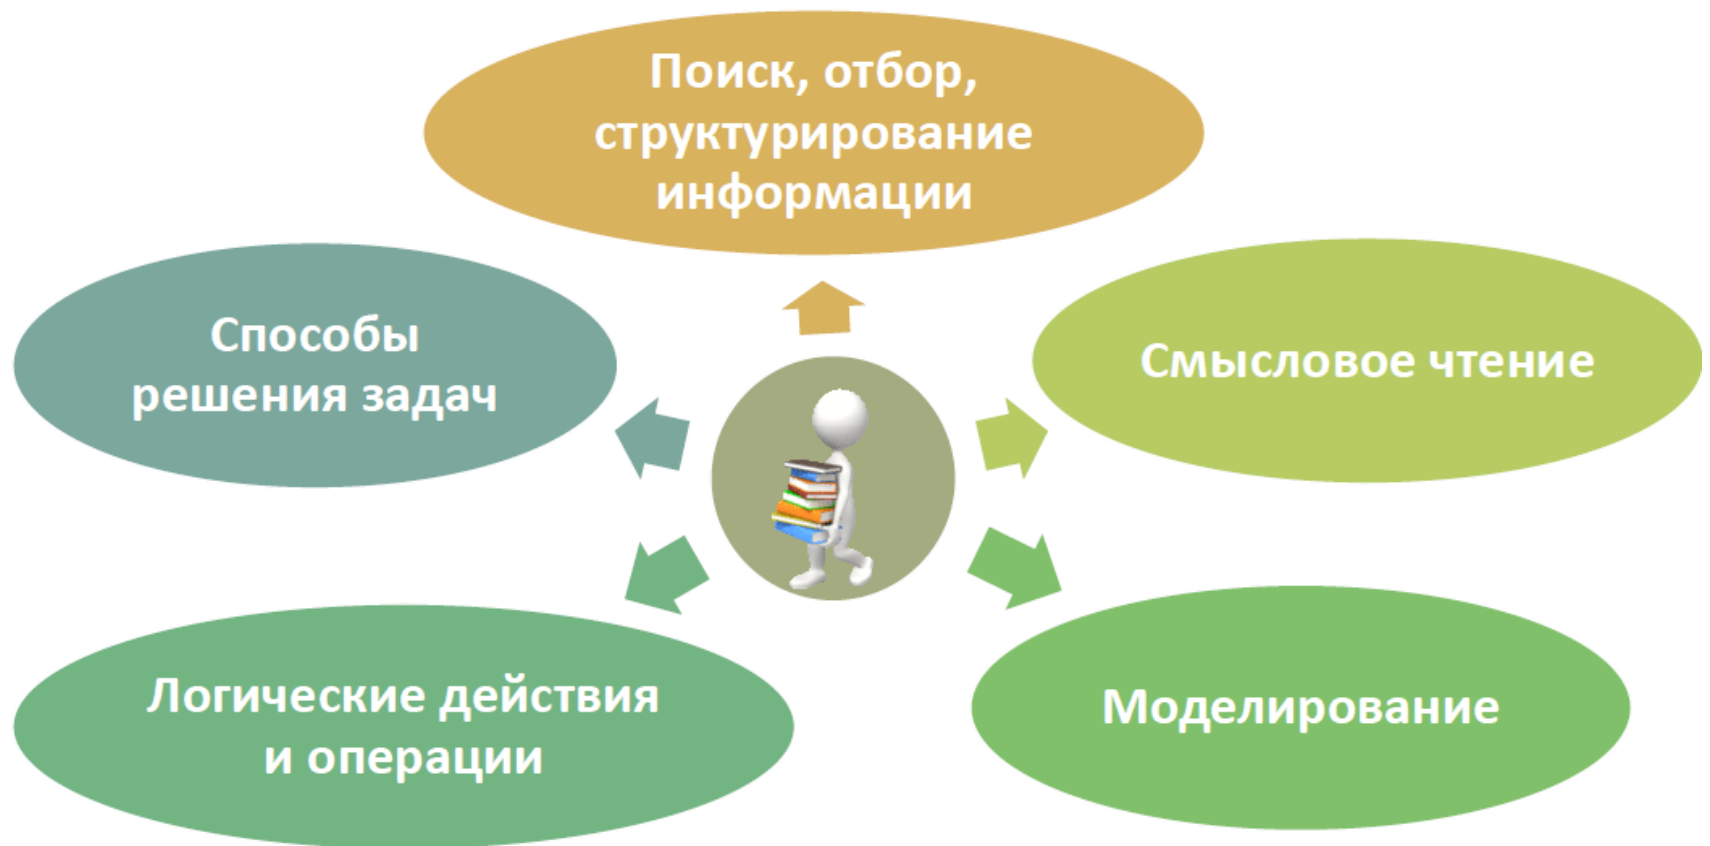 Поиск, отбор,
структурирование
информации
Способы
решения задач
Смысловое чтение
Логические действия
и операции
Моделирование